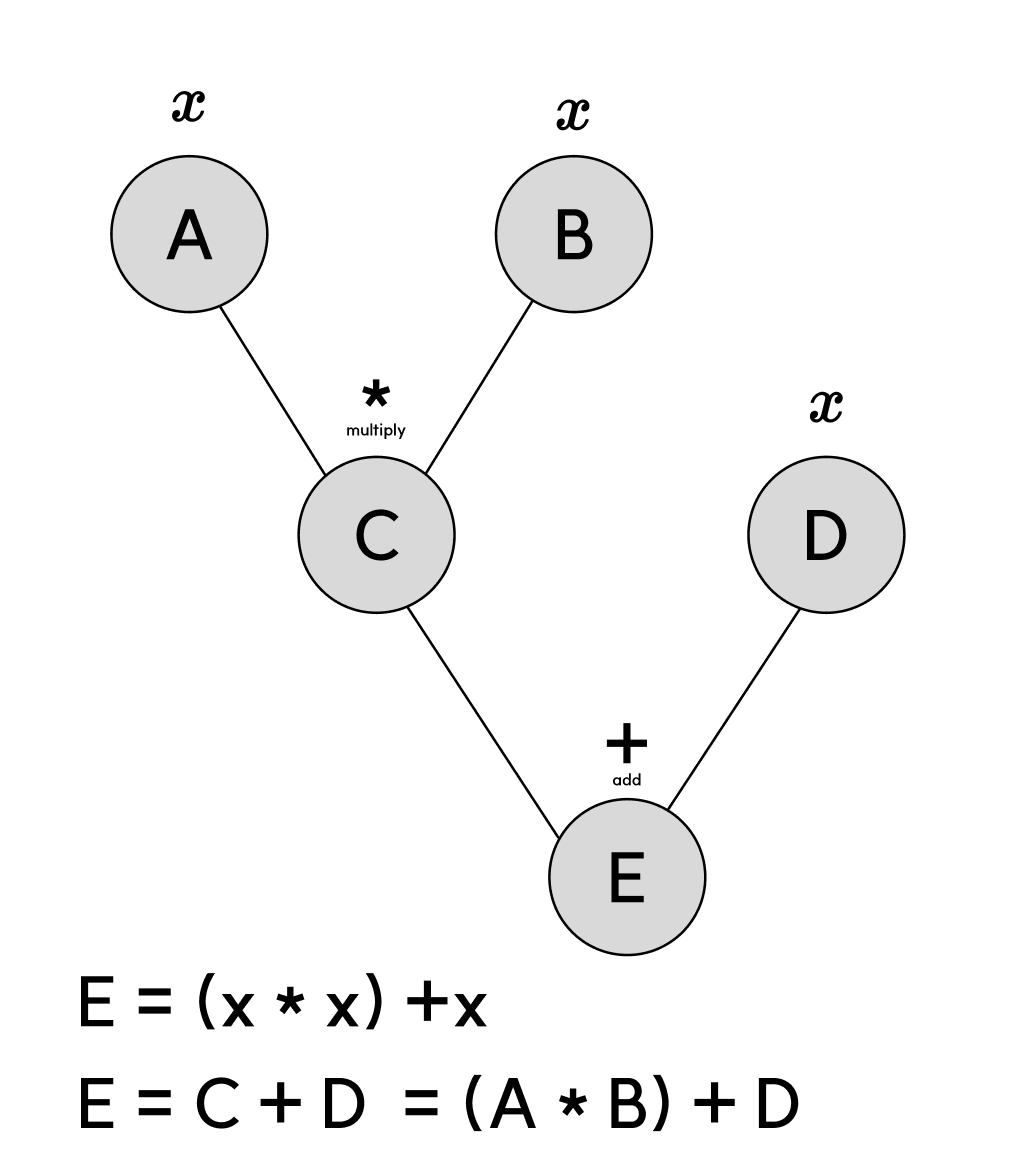 x
x
A
B
*
multiply
x
C
D
+
add
E
E = (x * x) +x
E = C + D = (A * B) + D